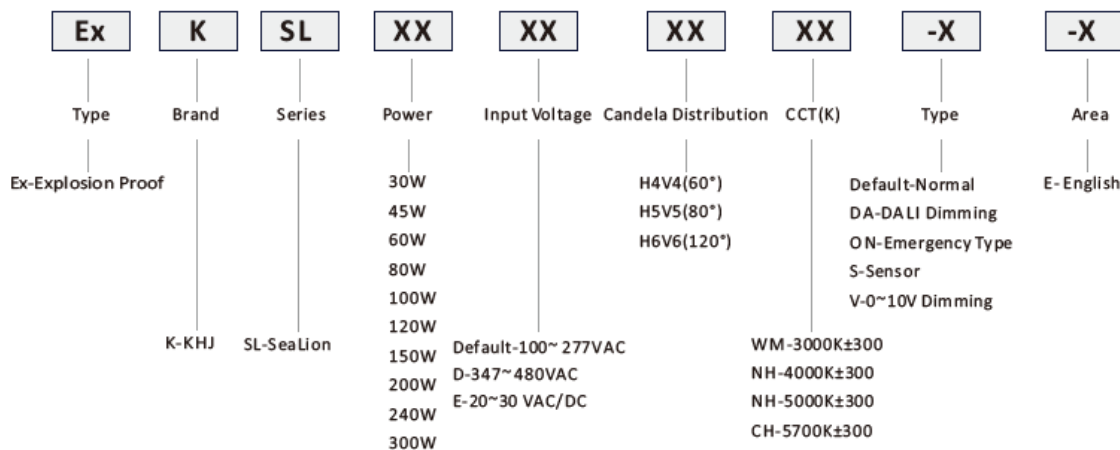 Ex K SL XX XX XX XX -X -X
Type Brand Series Power Input Voltage Candela Distribution CCT(K) Type Area
Ex-Explosion Proof
K-KHJ
SL-SeaLion
30W
45W
60W
80W
100W
120W
150W
200W
240W
300W
Default-100~277VAC
D-347~480VAC
E-20~30 VAC/DC
H4V4(60°)
H5V5(80°)
H6V6(120°)
WM-3000K±300
NH-4000K±300
NH-5000K±300
CH-5700K±300
Default-Normal
DA-DALI Dimming
ON-Emergency Type
S-Sensor
V-0~10V Dimming
E-English